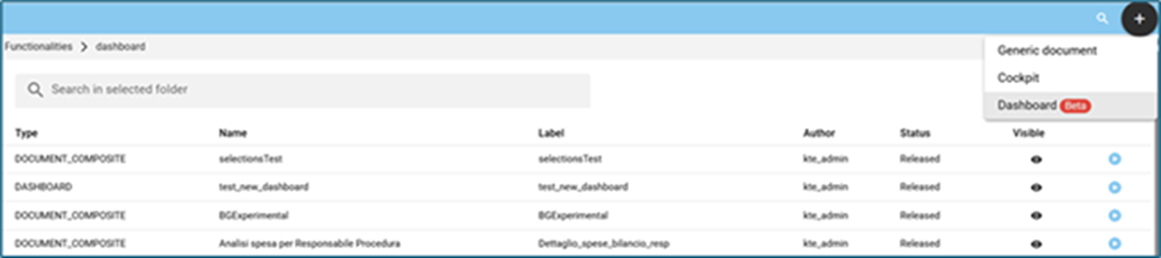 Functionalities > dashboard
Generic document
Cockpit
Dashboard Beta
Search in selected folder
Type Name Label Author Status Visible
DOCUMENT_COMPOSITE selectionsTest selectionsTest kte_admin Released
DASHBOARD test_new_dashboard test_new_dashboard kte_admin Released
DOCUMENT_COMPOSITE BGExperimental BGExperimental kte_admin Released
DOCUMENT_COMPOSITE Analisi spesa per Responsabile Procedura Dettaglio_spese_bilancio_resp kte_admin Released